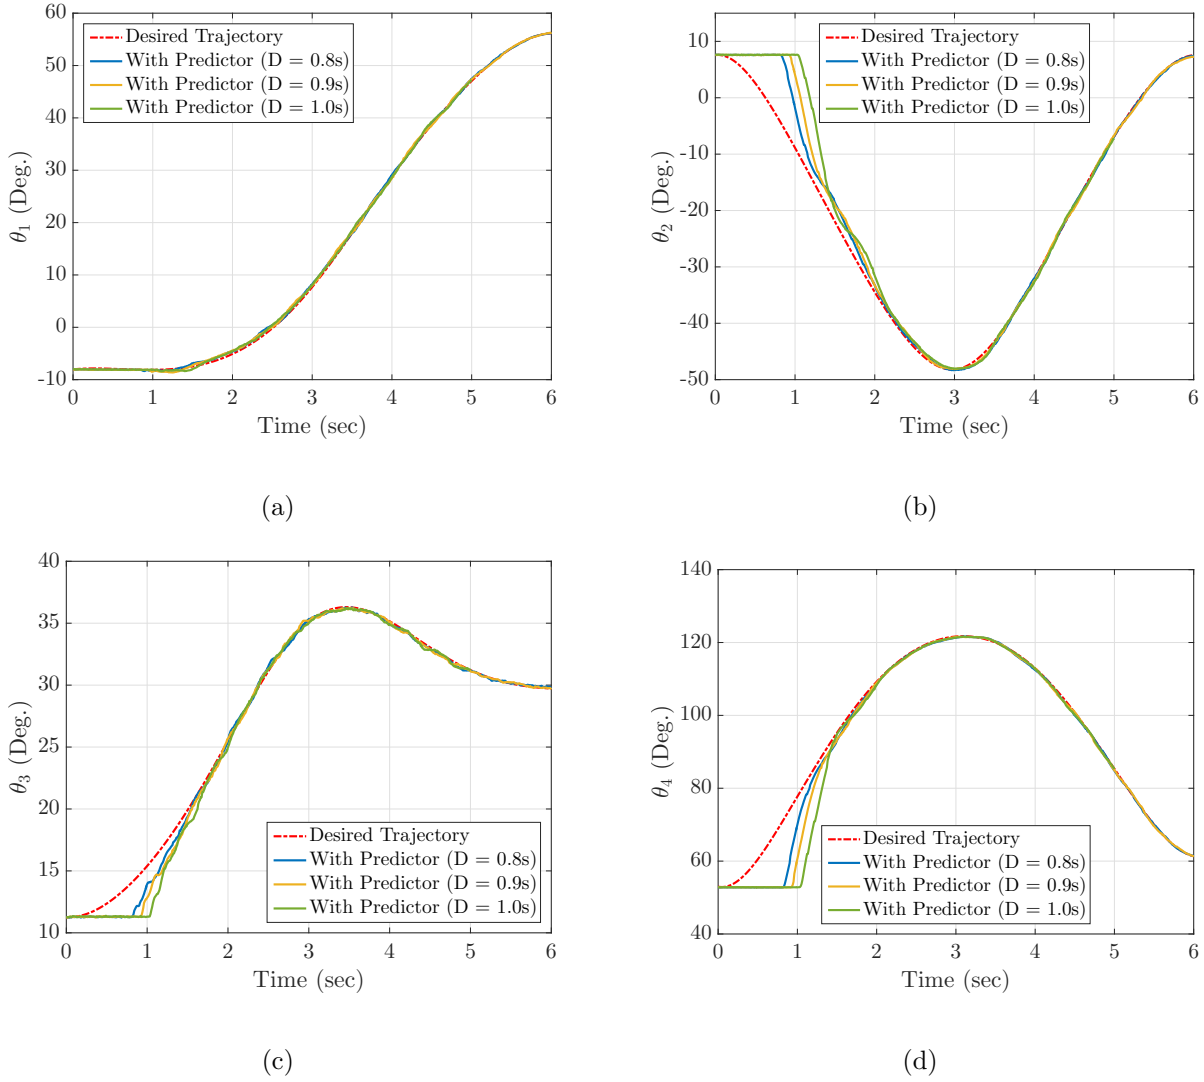 60
50
40
30
20
10
0
-10
θ1 (Deg.)
0 1 2 3 4 5 6
Time (sec)
Desired Trajectory
With Predictor (D = 0.8s)
With Predictor (D = 0.9s)
With Predictor (D = 1.0s)
(a)
10
0
-10
-20
-30
-40
-50
θ2 (Deg.)
0 1 2 3 4 5 6
Time (sec)
Desired Trajectory
With Predictor (D = 0.8s)
With Predictor (D = 0.9s)
With Predictor (D = 1.0s)
(b)
40
35
30
25
20
15
10
θ3 (Deg.)
0 1 2 3 4 5 6
Time (sec)
Desired Trajectory
With Predictor (D = 0.8s)
With Predictor (D = 0.9s)
With Predictor (D = 1.0s)
(c)
140
120
100
80
60
40
θ4 (Deg.)
0 1 2 3 4 5 6
Time (sec)
Desired Trajectory
With Predictor (D = 0.8s)
With Predictor (D = 0.9s)
With Predictor (D = 1.0s)
(d)